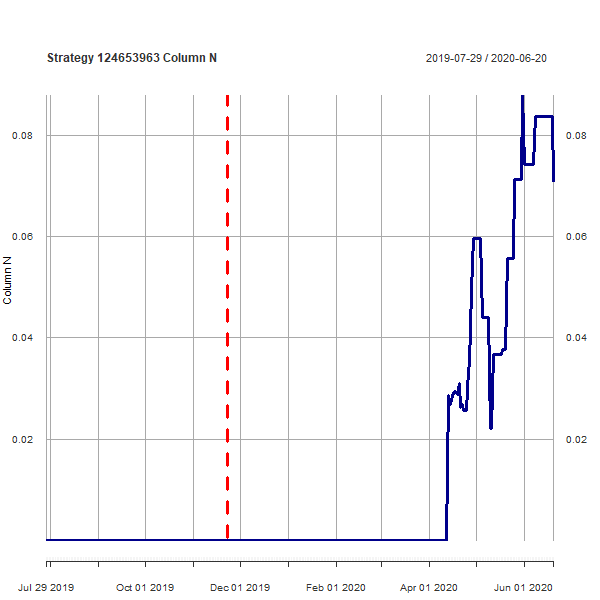 Strategy 124653963 Column N
2019-07-29 / 2020-06-20
0.08
0.08
0.06
0.06
Column N
0.04
0.04
0.02
0.02
Jul 29 2019
Oct 01 2019
Dec 01 2019
Feb 01 2020
Apr 01 2020
Jun 01 2020